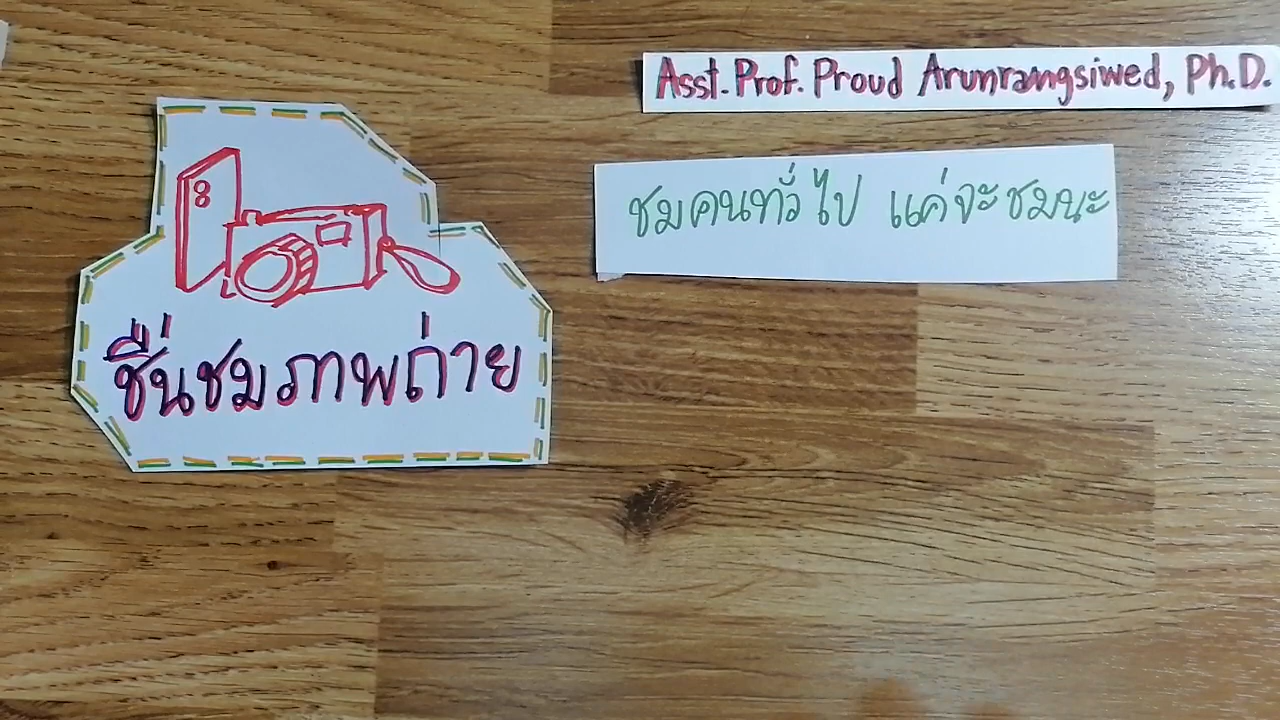 Asst. Prof. Proud Arunrangsiwed, Ph.D.
ชมคนทั่วไป แค่จะชมนะ
8
ชื่นชมภาพถ่าย